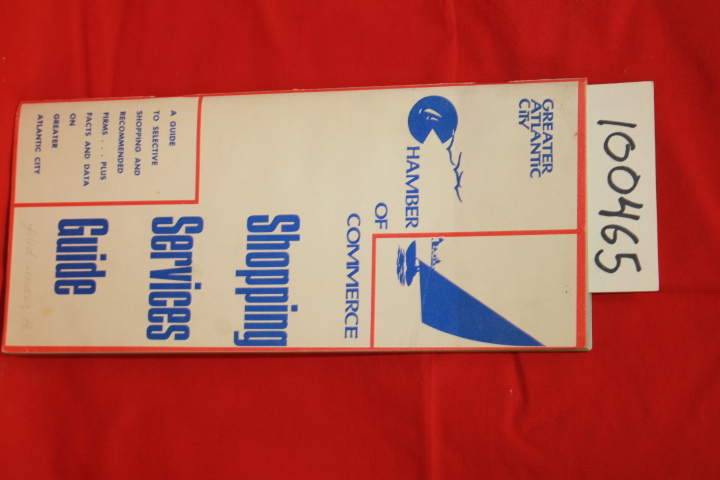 100465
GREATER
ATLANTIC
CITY
HAMBER
OF
COMMERCE
Shopping
Services
Guide
A GUIDE
TO SELECTIVE
SHOPPING AND
RECOMMENDED
FIRMS . . . PLUS
FACTS AND DATA
ON
GREATER
ATLANTIC CITY